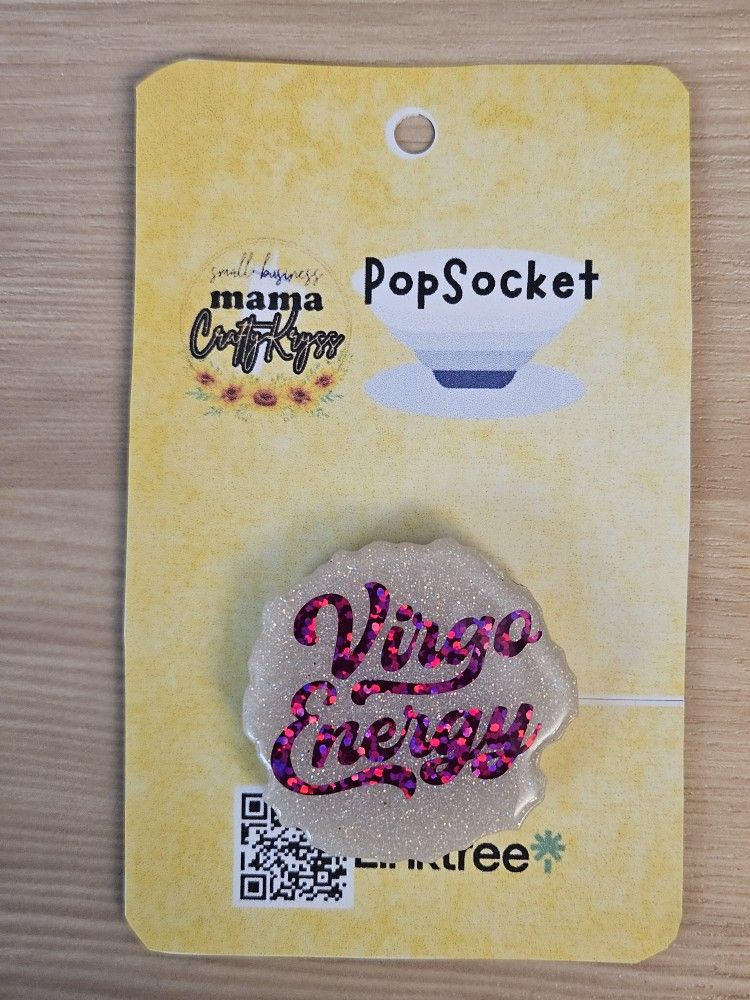 small business
mama
CraftyKryss
PopSocket
Virgo
Energy
Linktree